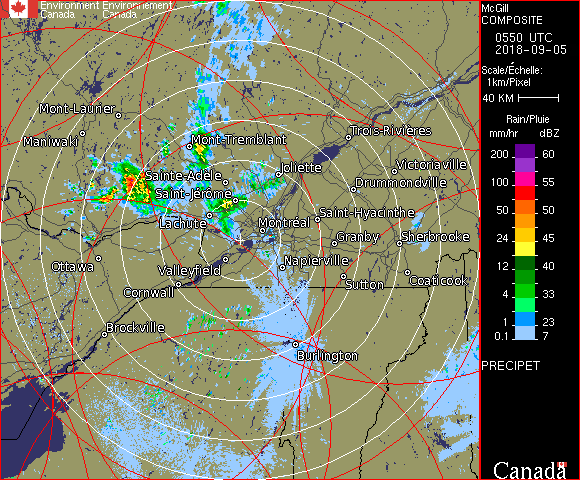 Environment Environnement
Canada Canada
McGill
COMPOSITE
0550 UTC
2018-09-05
Scale/Échelle:
1km/Pixel
40 KM
Rain/Pluie
mm/hr dBZ
200 60
100 55
50 50
24 45
12 40
4 33
1 23
0.1 7
PRECIPET
Canada
Mont-Laurier
Maniwaki
Mont-Tremblant
Trois-Rivières
Sainte-Adèle
Joliette
Victoriaville
Saint-Jérôme
Drummondville
Lachute
Montréal
Saint-Hyacinthe
Granby
Sherbrooke
Ottawa
Valleyfield
Napierville
Cornwall
Sutton
Coaticook
Brockville
Burlington